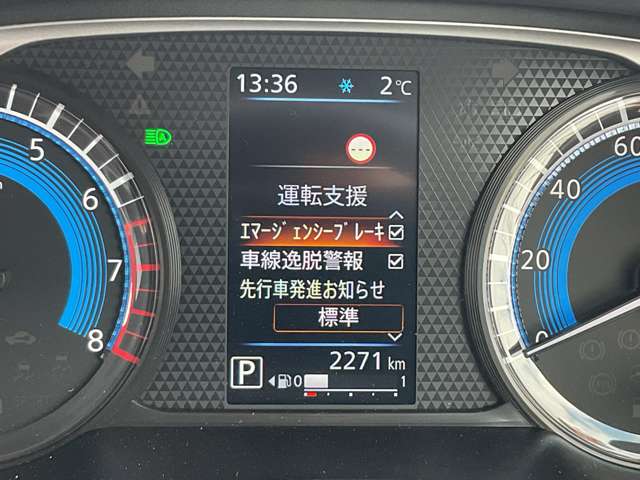 13:36 2℃
運転支援
ｴﾏｰｼﾞｪﾝｼｰﾌﾞﾚｰｷ
車線逸脱警報
先行車発進お知らせ
標準
2271 km
P 0 1
5
6
7
8
60
40
20
0